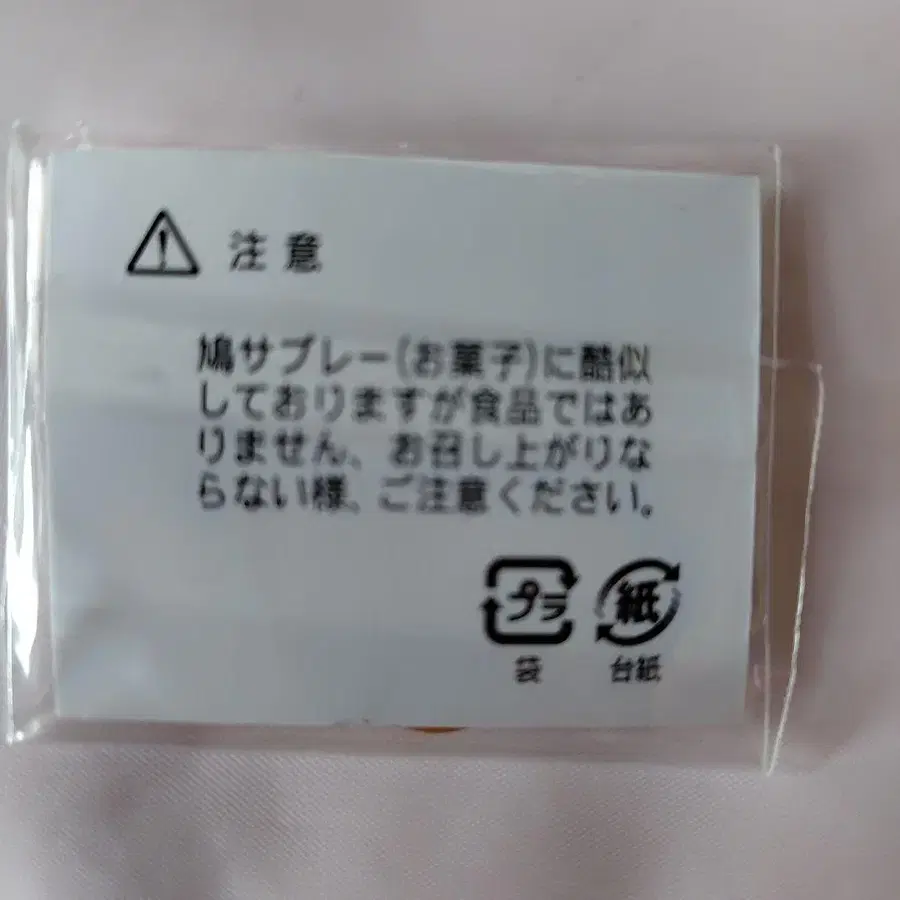 注意
鳩サブレー(お菓子)に酷似
しておりますが食品ではあ
りません、お召し上がりな
らない様、ご注意ください。
プラ 紙
袋 台紙